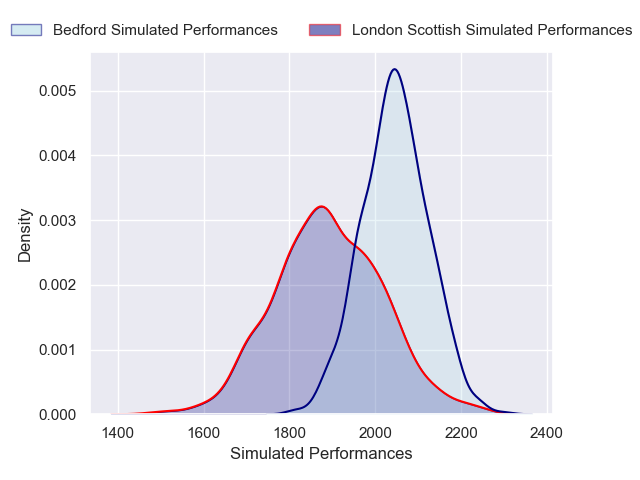 Bedford Simulated Performances
London Scottish Simulated Performances
0.005
0.004
0.003
0.002
0.001
0.000
Density
1400 1600 1800 2000 2200 2400
Simulated Performances